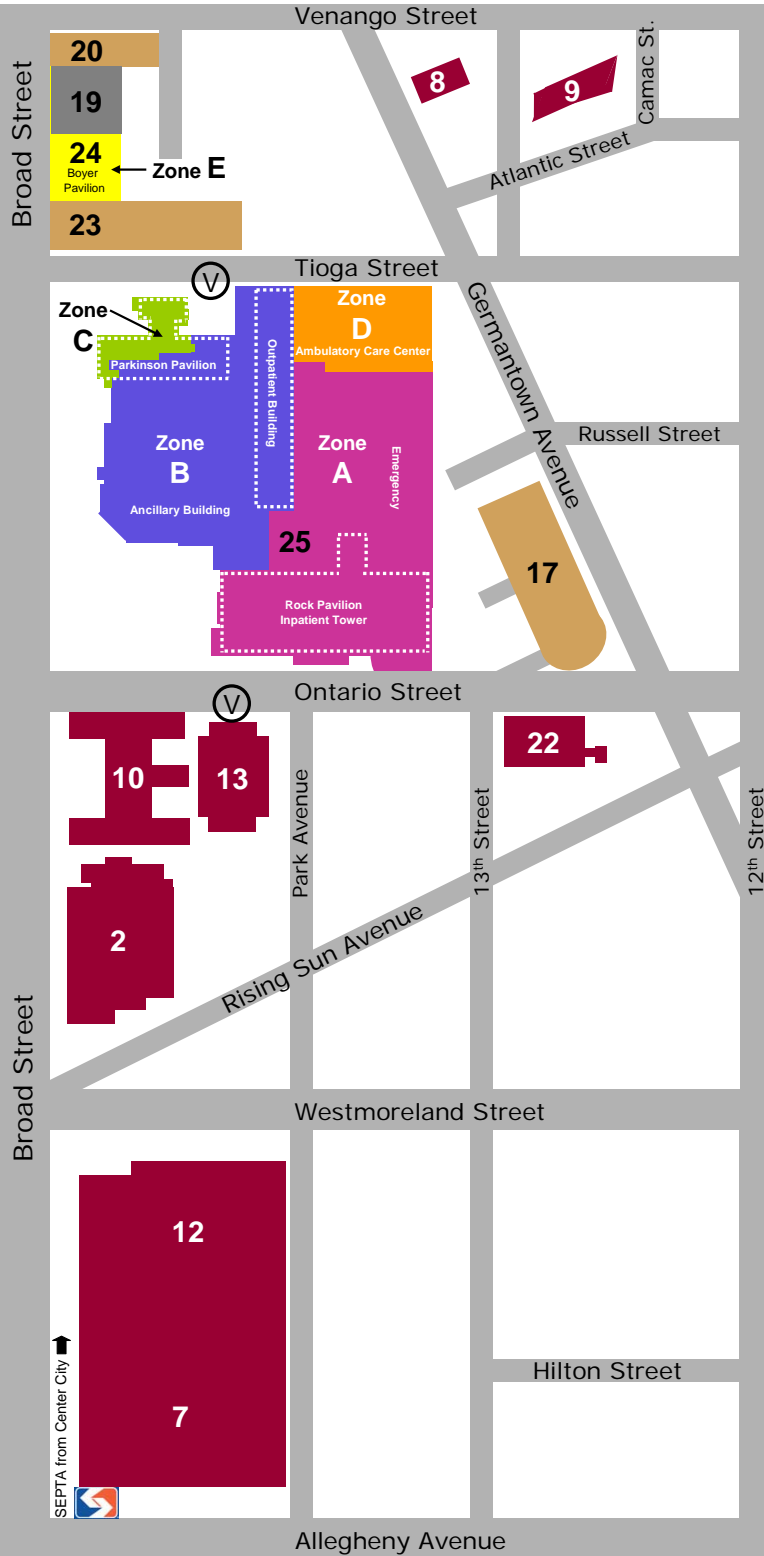 Venango Street
20
19
24
Boyer
Pavilion
Zone E
23
Broad Street
8
9
Camac St.
Atlantic Street
V
Tioga Street
Zone
C
Parkinson Pavilion
Outpatient Building
Zone
D
Ambulatory Care Center
Germantown Avenue
Russell Street
Zone
B
Ancillary Building
Zone
A
Emergency
25
17
Rock Pavilion
Inpatient Tower
V
Ontario Street
10
13
22
Park Avenue
13th Street
12th Street
2
Rising Sun Avenue
Broad Street
Westmoreland Street
12
7
SEPTA from Center City
Hilton Street
Allegheny Avenue